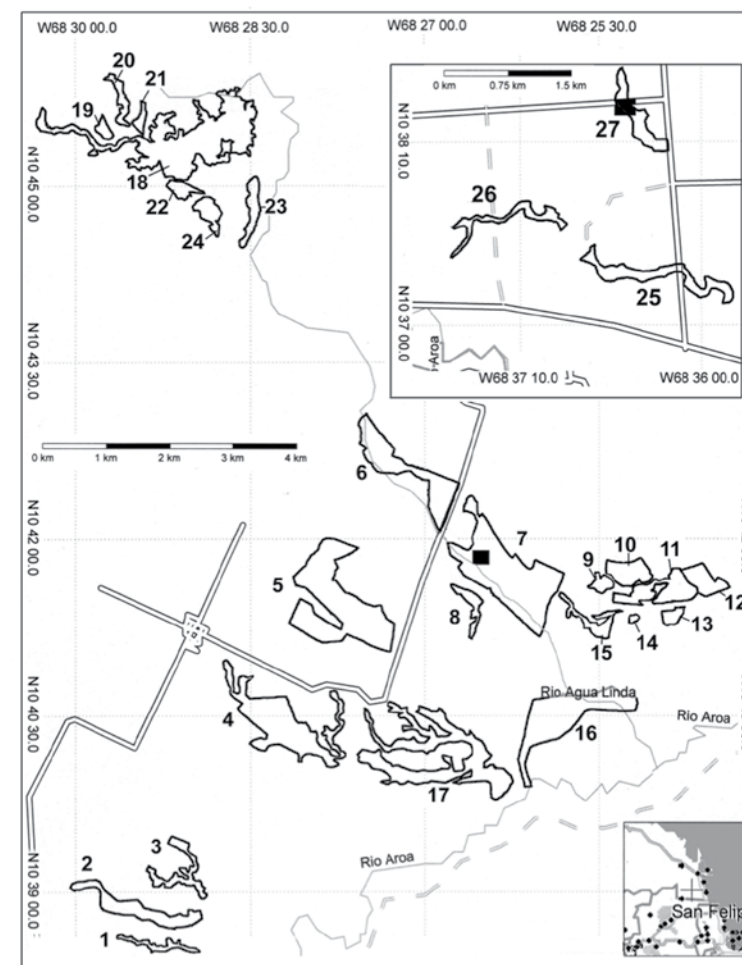 W68 30 00.0 W68 28 30.0 W68 27 00.0 W68 25 30.0
20
21
19
18
22
23
24
N10 45 00.0
0 km 0.75 km 1.5 km
27
N10 38 10.0
26
25
N10 37 00.0
W68 37 10.0 W68 36 00.0
N10 43 30.0
0 km 1 km 2 km 3 km 4 km
6
N10 42 00.0
7
5
8
9
10
11
12
13
14
15
Rio Agua Linda
Rio Aroa
N10 40 30.0
4
16
17
Rio Aroa
3
2
N10 39 00.0
1
San Felip